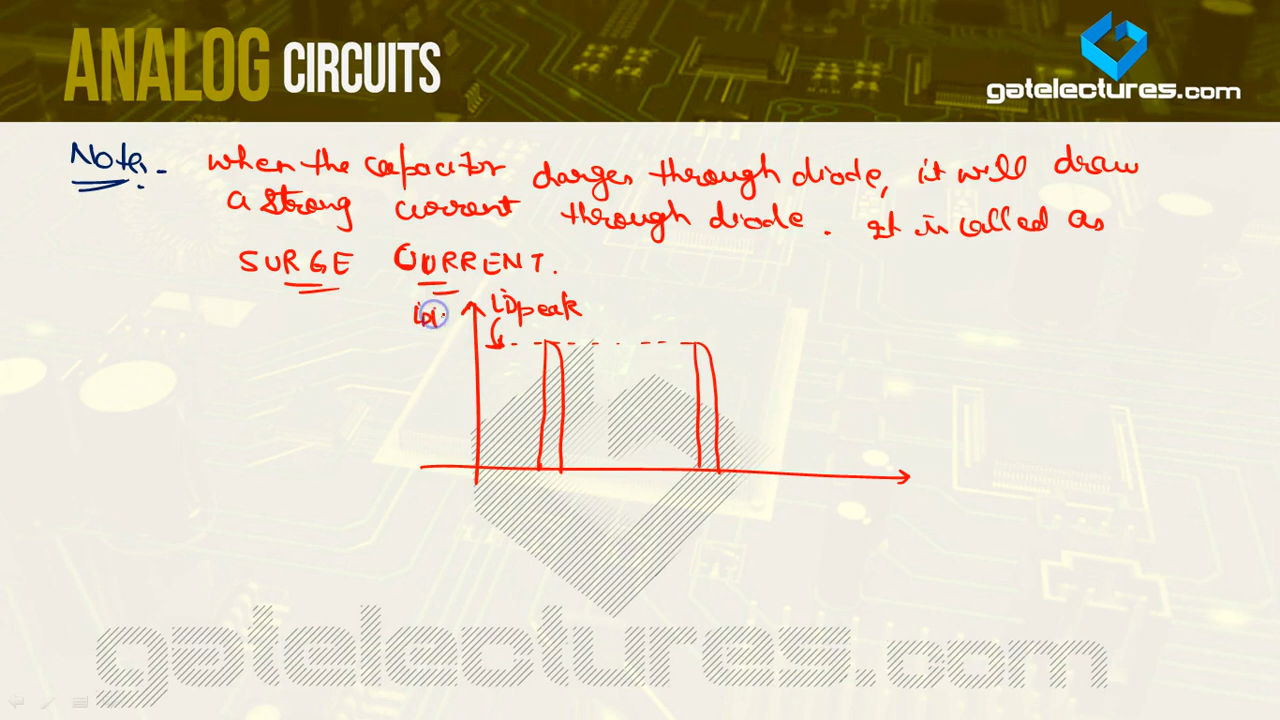 ANALOG CIRCUITS
gatelectures.com
Note:-
when the capacitor charges through diode, it will draw
a strong current through diode. It is called as
SURGE CURRENT.
iDpeak
gatelectures.com